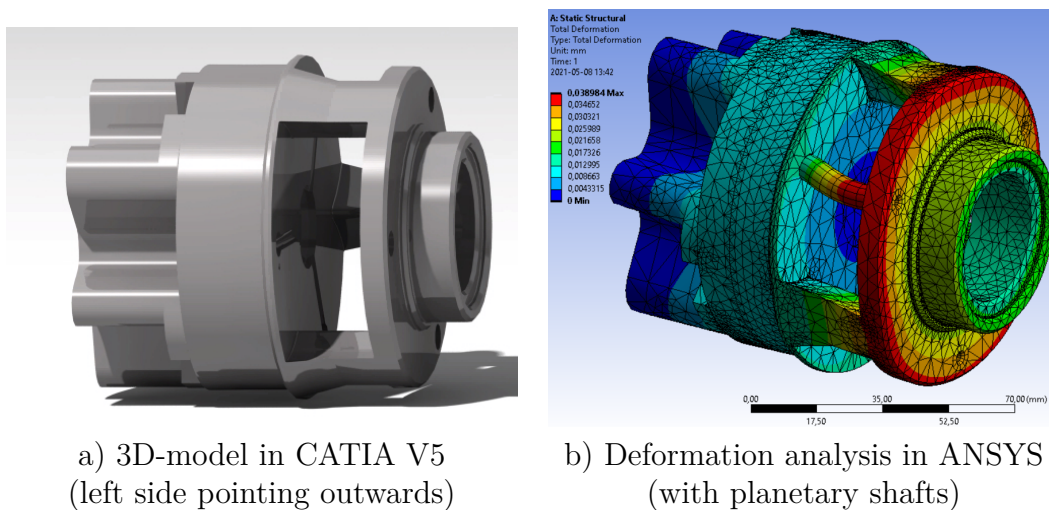 A: Static Structural
Total Deformation
Type: Total Deformation
Unit: mm
Time: 1
2021-05-08 13:42
0,038984 Max
0,034652
0,030321
0,025989
0,021658
0,017326
0,012995
0,008663
0,0043315
0 Min
0,00 35,00 70,00 (mm)
17,50 52,50
a) 3D-model in CATIA V5
(left side pointing outwards)
b) Deformation analysis in ANSYS
(with planetary shafts)